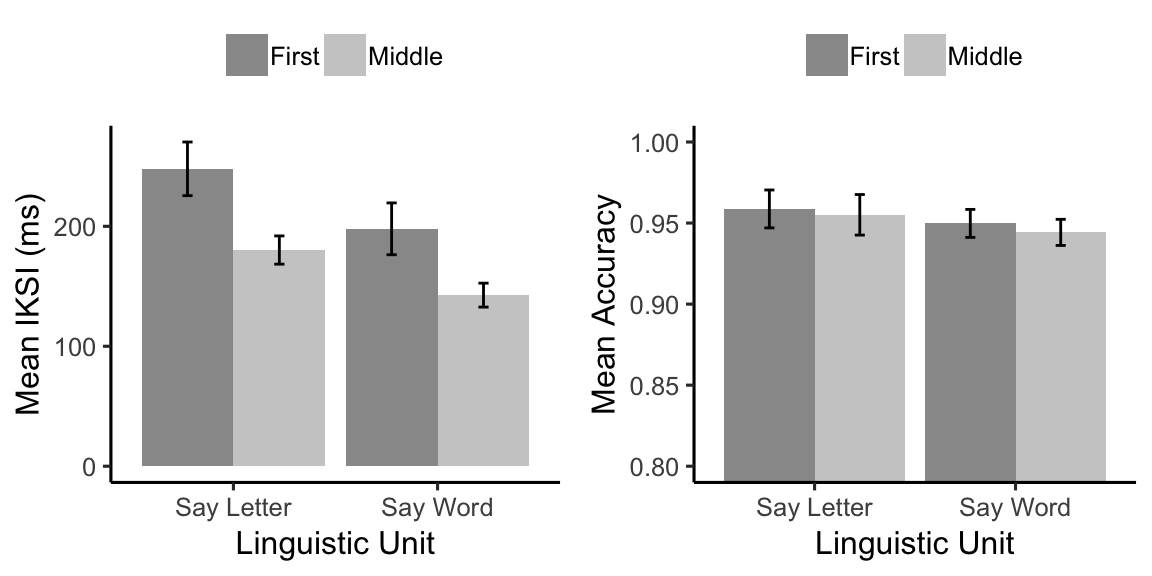 First Middle
Mean IKSI (ms)
200
100
0
Say Letter Say Word
Linguistic Unit
First Middle
Mean Accuracy
1.00
0.95
0.90
0.85
0.80
Say Letter Say Word
Linguistic Unit